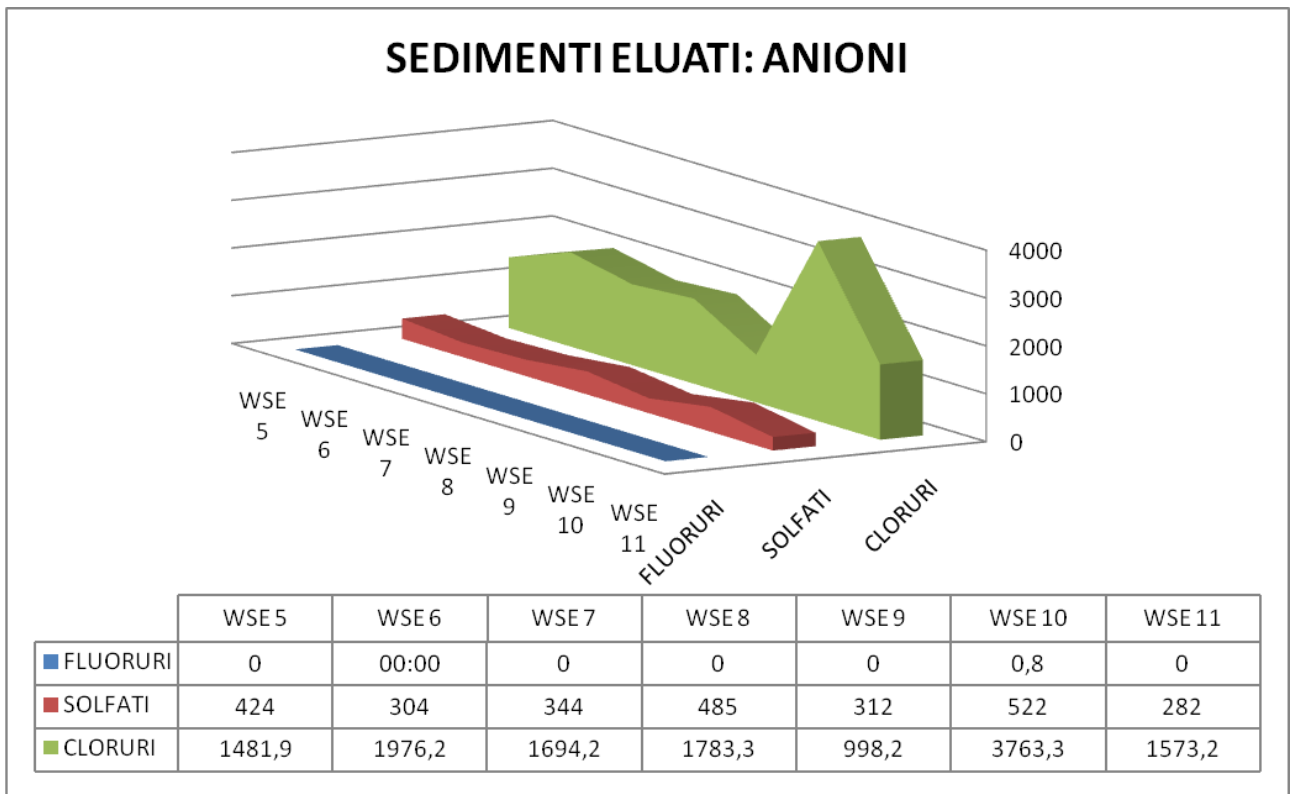 SEDIMENTI ELUATI: ANIONI
4000
3000
2000
1000
0
WSE 5
WSE 6
WSE 7
WSE 8
WSE 9
WSE 10
WSE 11
FLUORURI
SOLFATI
CLORURI
WSE 5 WSE 6 WSE 7 WSE 8 WSE 9 WSE 10 WSE 11
FLUORURI 0 00:00 0 0 0 0,8 0
SOLFATI 424 304 344 485 312 522 282
CLORURI 1481,9 1976,2 1694,2 1783,3 998,2 3763,3 1573,2